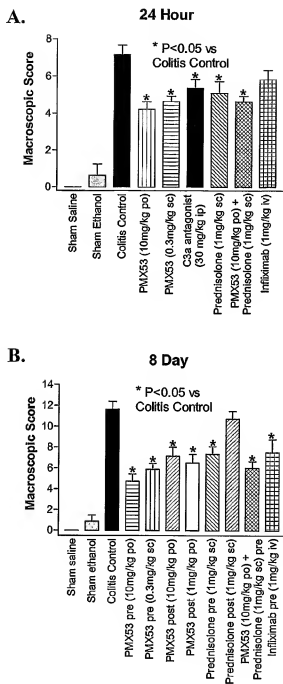 A.
24 Hour
* P<0.05 vs
Colitis Control
Macroscopic Score
8
6
4
2
0
* * * * *
Sham Saline
Sham Ethanol
Colitis Control
PMX53 (10mg/kg po)
PMX53 (0.3mg/kg sc)
C3a antagonist
(30 mg/kg ip)
Prednisolone (1mg/kg sc)
PMX53 (10mg/kg po) +
Prednisolone (1mg/kg sc)
Infliximab (1mg/kg iv)
B.
8 Day
* P<0.05 vs
Colitis Control
Macroscopic Score
14
12
10
8
6
4
2
0
* * * * * * *
Sham saline
Sham ethanol
Colitis Control
PMX53 pre (10mg/kg po)
PMX53 pre (0.3mg/kg sc)
PMX53 post (10mg/kg po)
PMX53 post (1mg/kg sc)
Prednisolone pre (1mg/kg sc)
Prednisolone post (1mg/kg sc)
PMX53 (10mg/kg po) +
Prednisolone (1mg/kg sc) pre
Infliximab pre (1mg/kg iv)